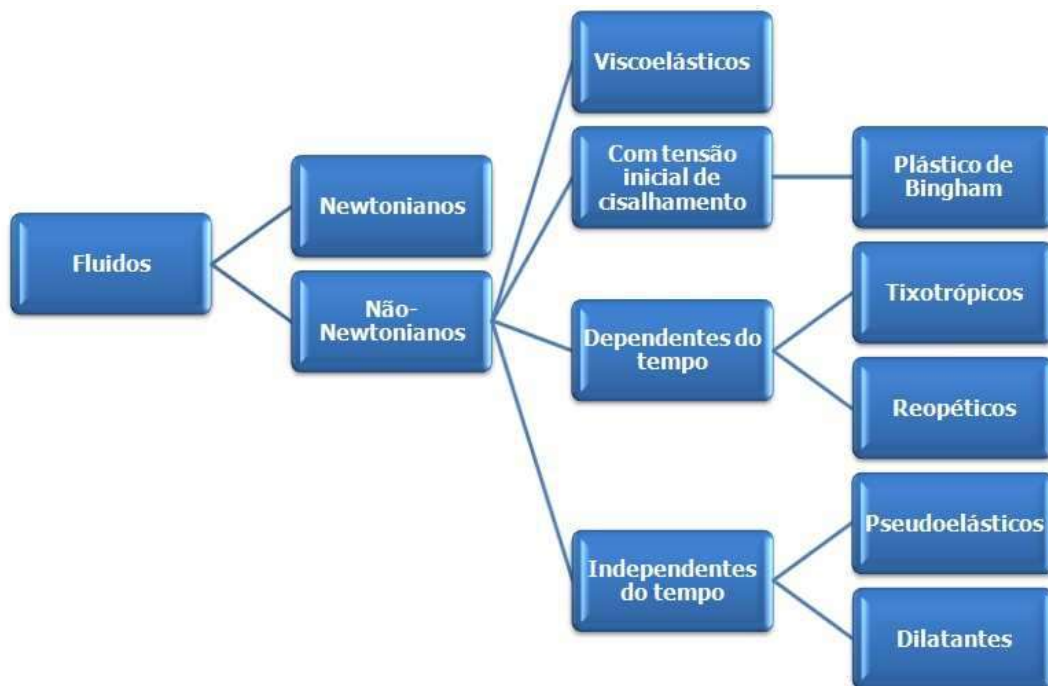 Fluidos
Newtonianos
Não-
Newtonianos
Viscoelásticos
Com tensão
inicial de
cisalhamento
Dependentes do
tempo
Independentes
do tempo
Plástico de
Bingham
Tixotrópicos
Reopéticos
Pseudoelásticos
Dilatantes